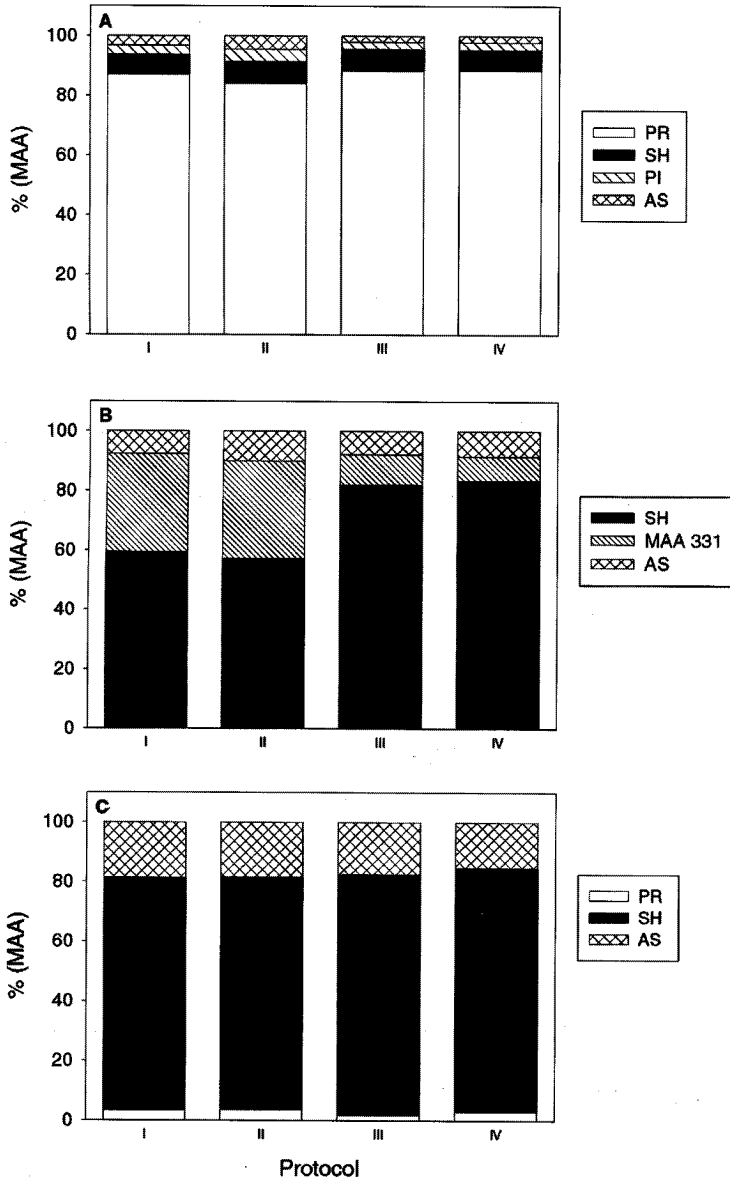 A
% (MAA)
100
80
60
40
20
0
I II III IV
PR
SH
PI
AS
B
% (MAA)
100
80
60
40
20
0
I II III IV
SH
MAA 331
AS
C
% (MAA)
100
80
60
40
20
0
I II III IV
Protocol
PR
SH
AS